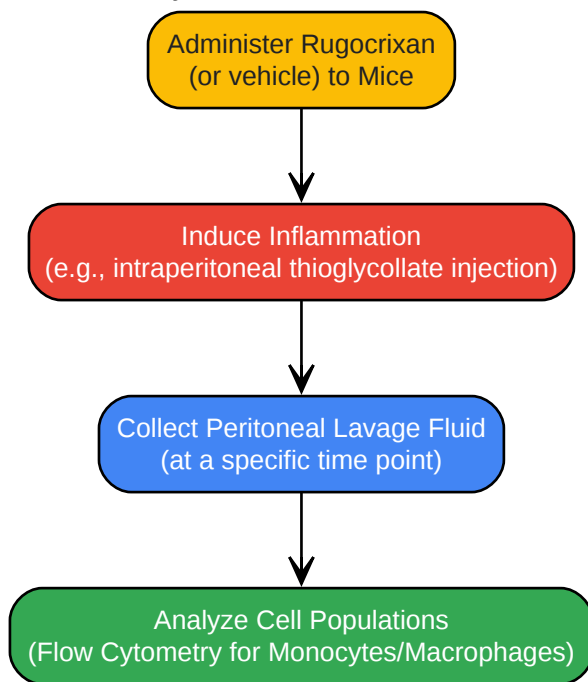 Administer Rugocrixan
(or vehicle) to Mice
Induce Inflammation
(e.g., intraperitoneal thioglycollate injection)
Collect Peritoneal Lavage Fluid
(at a specific time point)
Analyze Cell Populations
(Flow Cytometry for Monocytes/Macrophages)